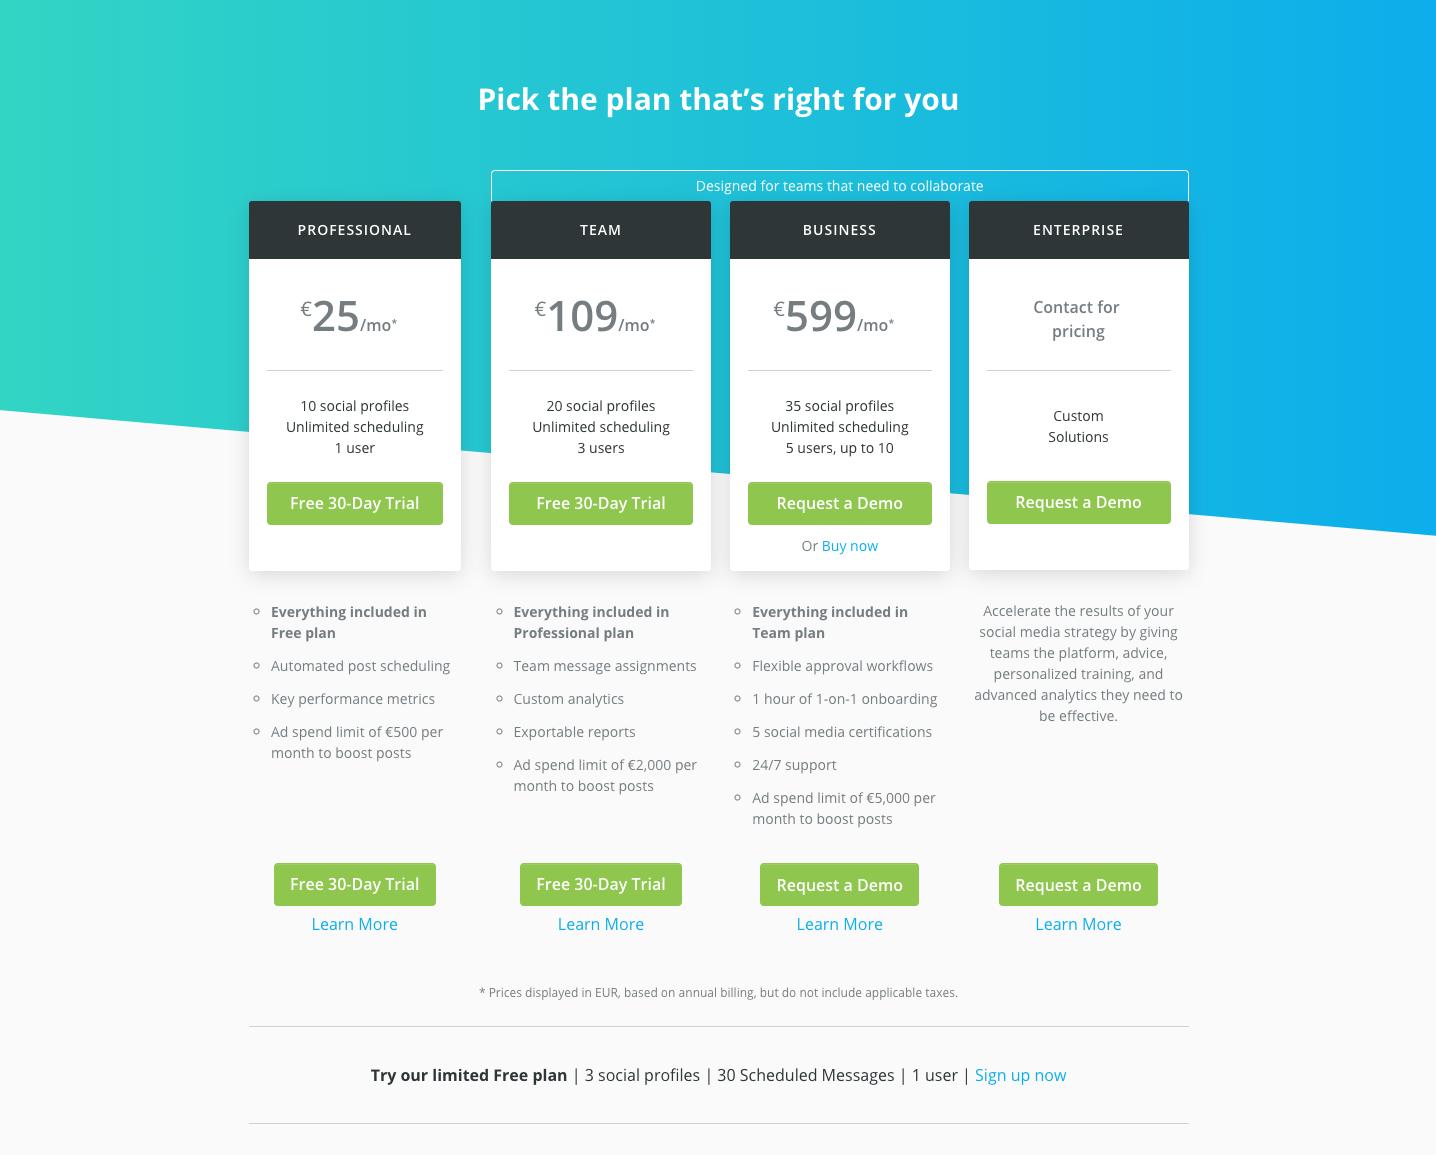 Pick the plan that's right for you
Designed for teams that need to collaborate
PROFESSIONAL
€25/mo*
10 social profiles
Unlimited scheduling
1 user
Free 30-Day Trial
TEAM
€109/mo*
20 social profiles
Unlimited scheduling
3 users
Free 30-Day Trial
BUSINESS
€599/mo*
35 social profiles
Unlimited scheduling
5 users, up to 10
Request a Demo
Or Buy now
ENTERPRISE
Contact for
pricing
Custom
Solutions
Request a Demo
Everything included in
Free plan
Automated post scheduling
Key performance metrics
Ad spend limit of €500 per
month to boost posts
Free 30-Day Trial
Learn More
Everything included in
Professional plan
Team message assignments
Custom analytics
Exportable reports
Ad spend limit of €2,000 per
month to boost posts
Free 30-Day Trial
Learn More
Everything included in
Team plan
Flexible approval workflows
1 hour of 1-on-1 onboarding
5 social media certifications
24/7 support
Ad spend limit of €5,000 per
month to boost posts
Request a Demo
Learn More
Accelerate the results of your
social media strategy by giving
teams the platform, advice,
personalized training, and
advanced analytics they need to
be effective.
Request a Demo
Learn More
* Prices displayed in EUR, based on annual billing, but do not include applicable taxes.
Try our limited Free plan | 3 social profiles | 30 Scheduled Messages | 1 user | Sign up now